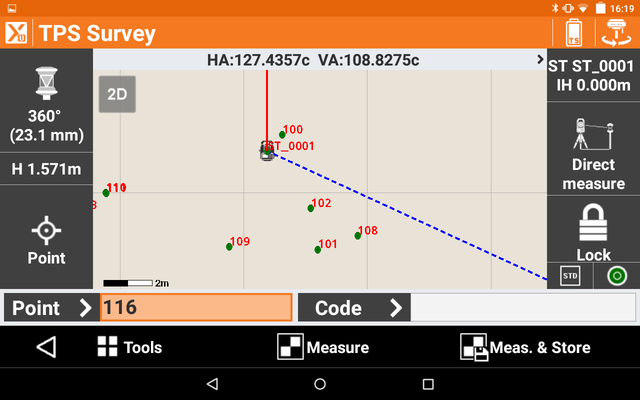 16:19
TPS Survey
TS
HA:127.4357c VA:108.8275c
ST ST_0001
IH 0.000m
2D
360°
(23.1 mm)
H 1.571m
Point
100
ST_0001
110
3
102
108
109
101
2m
Direct
measure
Lock
STD
Point
116
Code
Tools
Measure
Meas. & Store